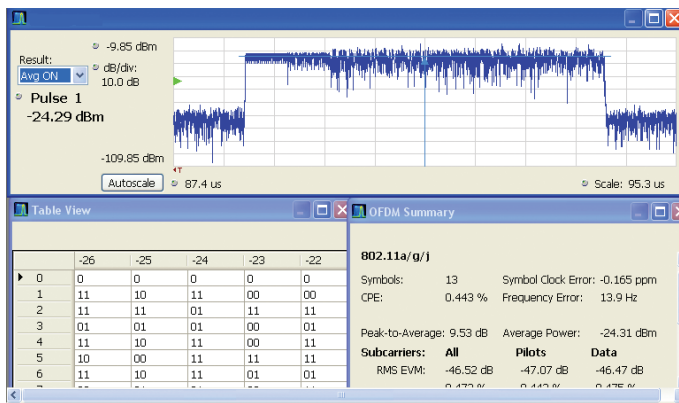 -9.85 dBm
Result:
Avg ON
dB/div:
10.0 dB
Pulse 1
-24.29 dBm
-109.85 dBm
Autoscale
87.4 us
Scale: 95.3 us
T
Table View
-26 -25 -24 -23 -22
0 0 0 0 0 0
1 11 10 11 00 00
2 11 11 01 11 11
3 01 01 01 00 01
4 11 10 11 00 11
5 10 00 11 11 11
6 11 10 11 01 01
OFDM Summary
802.11a/g/j
Symbols: 13 Symbol Clock Error: -0.165 ppm
CPE: 0.443 % Frequency Error: 13.9 Hz
Peak-to-Average: 9.53 dB Average Power: -24.31 dBm
Subcarriers: All Pilots Data
RMS EVM: -46.52 dB -47.07 dB -46.47 dB